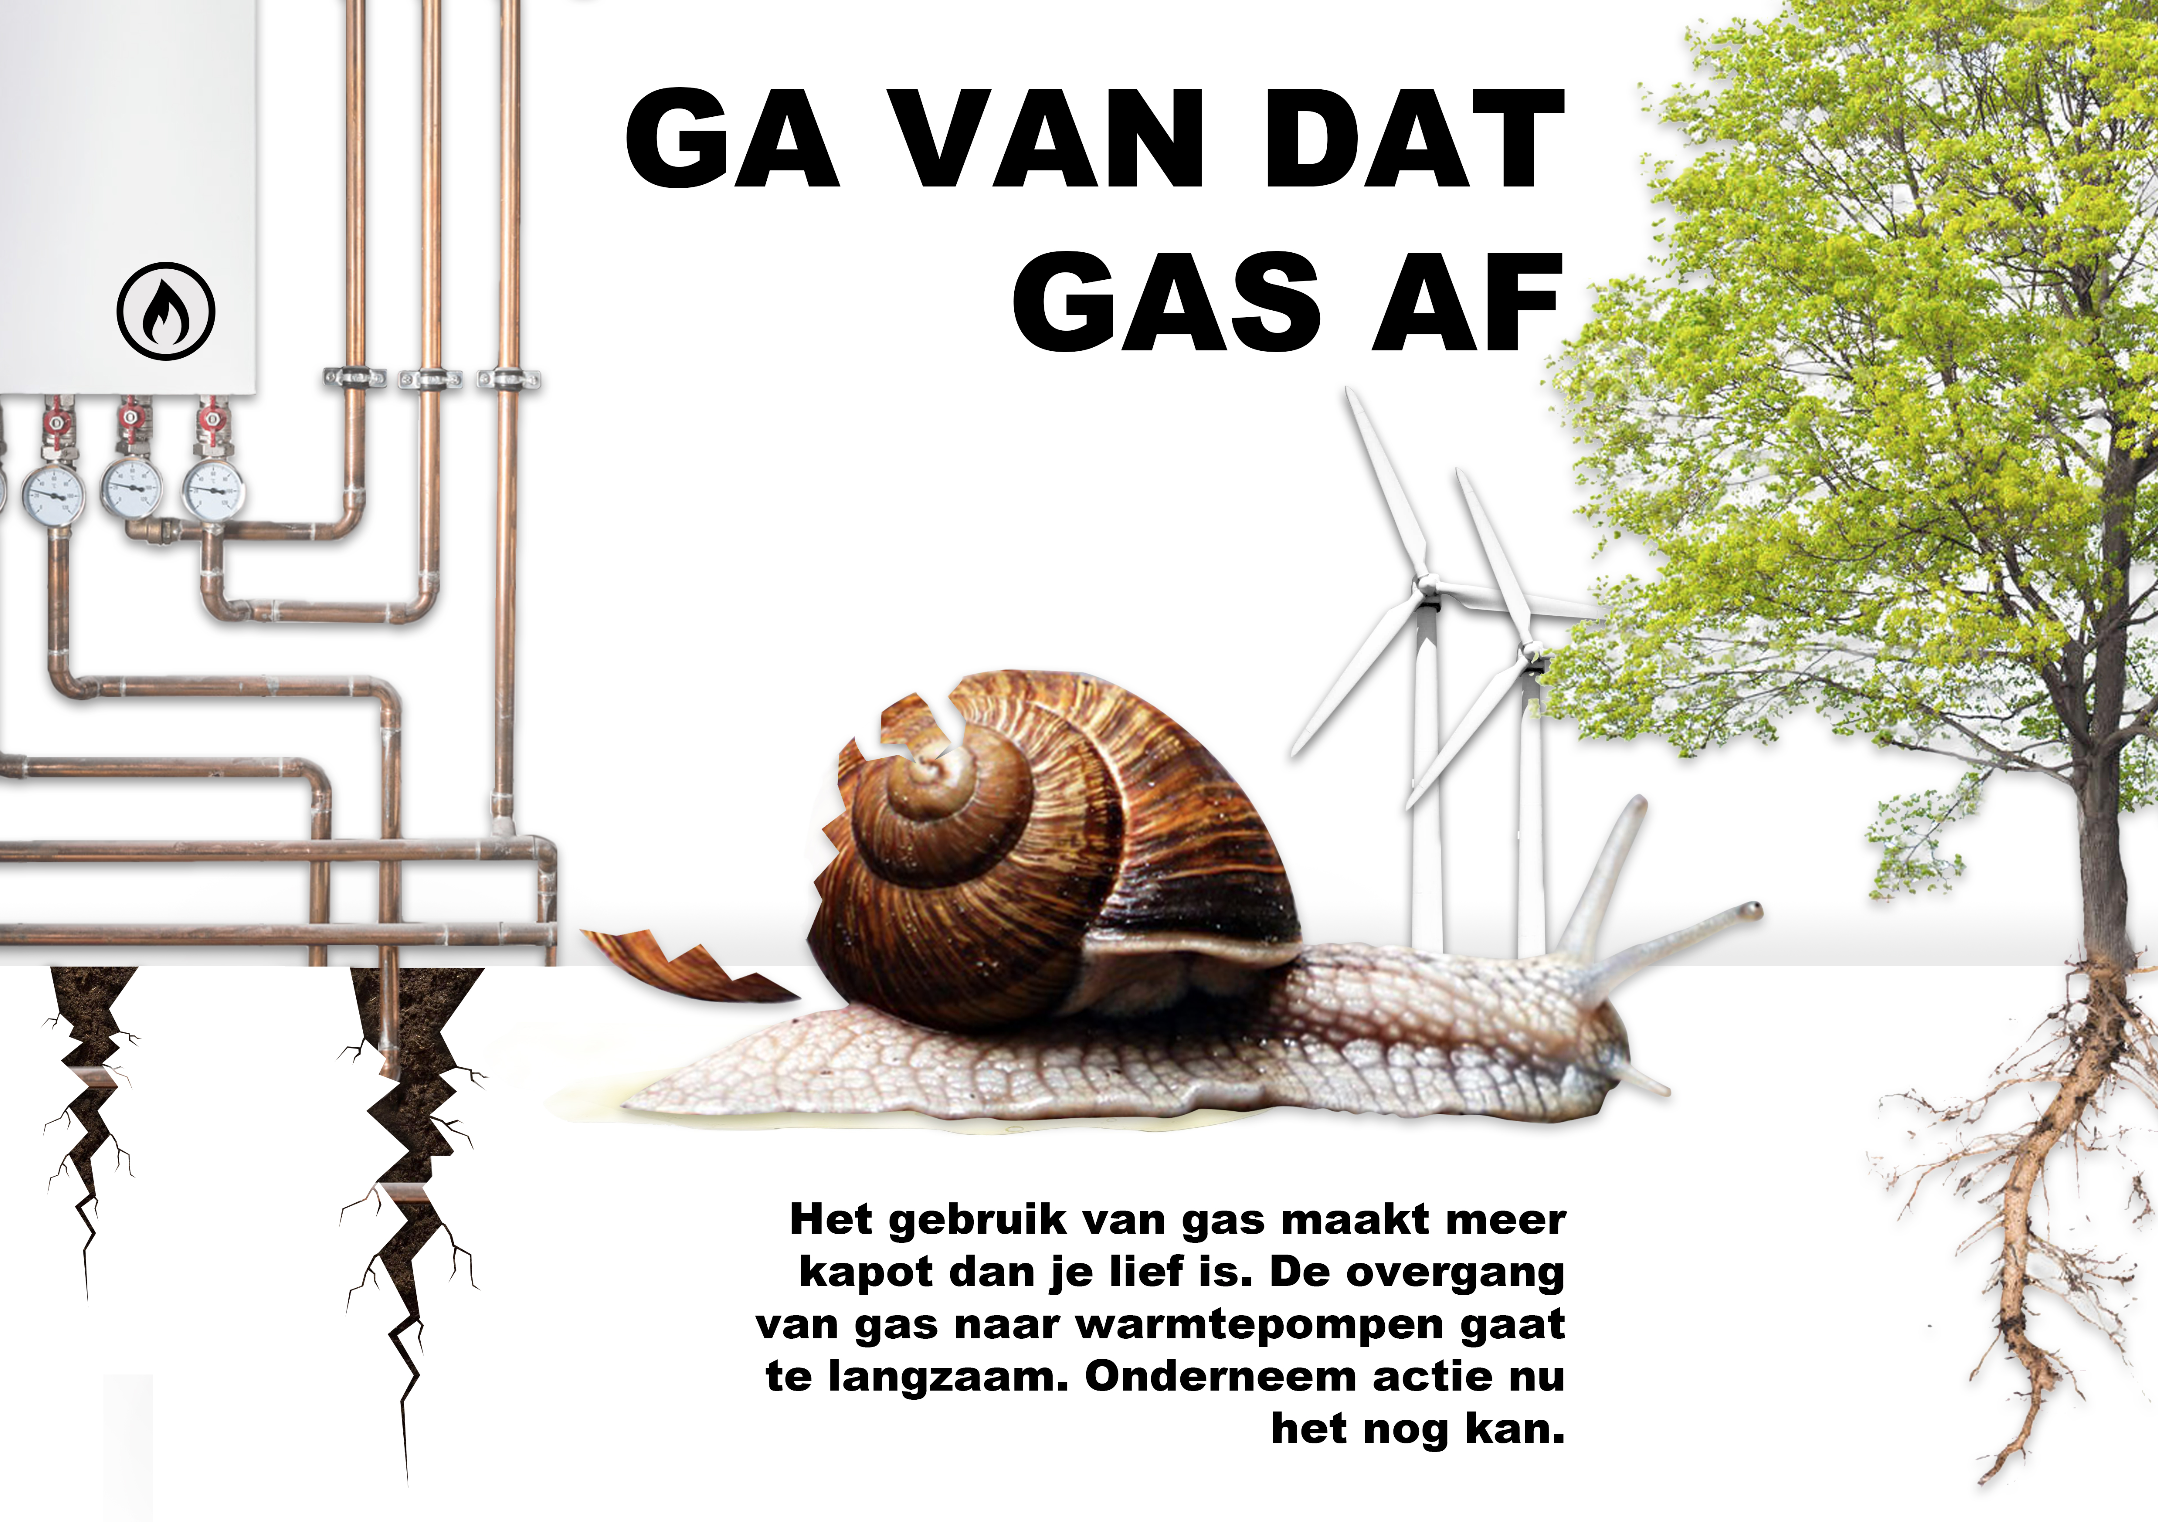 GA VAN DAT
GAS AF
Het gebruik van gas maakt meer
kapot dan je lief is. De overgang
van gas naar warmtepompen gaat
te langzaam. Onderneem actie nu
het nog kan.